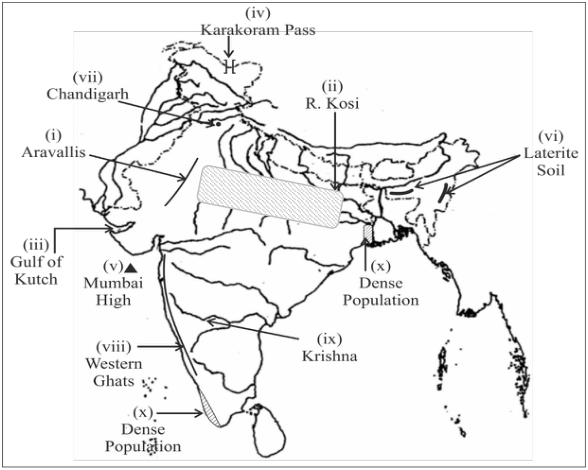 (iv)
Karakoram Pass
(vii)
Chandigarh
(ii)
R. Kosi
(i)
Aravallis
(vi)
Laterite
Soil
(iii)
Gulf of
Kutch
(v)
Mumbai
High
(x)
Dense
Population
(viii)
Western
Ghats
(ix)
Krishna
(x)
Dense
Population